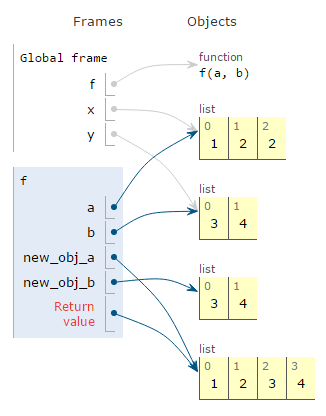 Frames Objects
Global frame
f
x
y
function
f(a, b)
list
0 1 2
1 2 2
list
0 1
3 4
f
a
b
new_obj_a
new_obj_b
Return
value
list
0 1
3 4
list
0 1 2 3
1 2 3 4